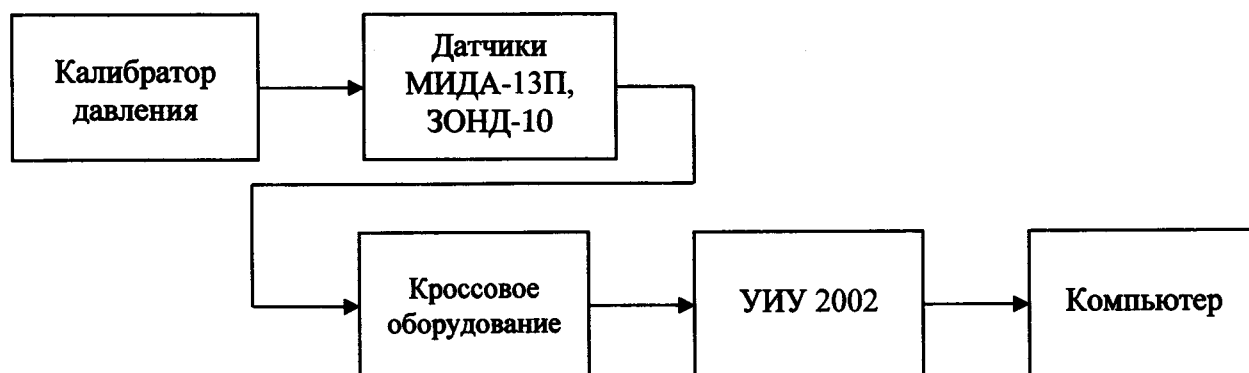 Калибратор
давления
Датчики
МИДА-13П,
ЗОНД-10
Кроссовое
оборудование
УИУ 2002
Компьютер